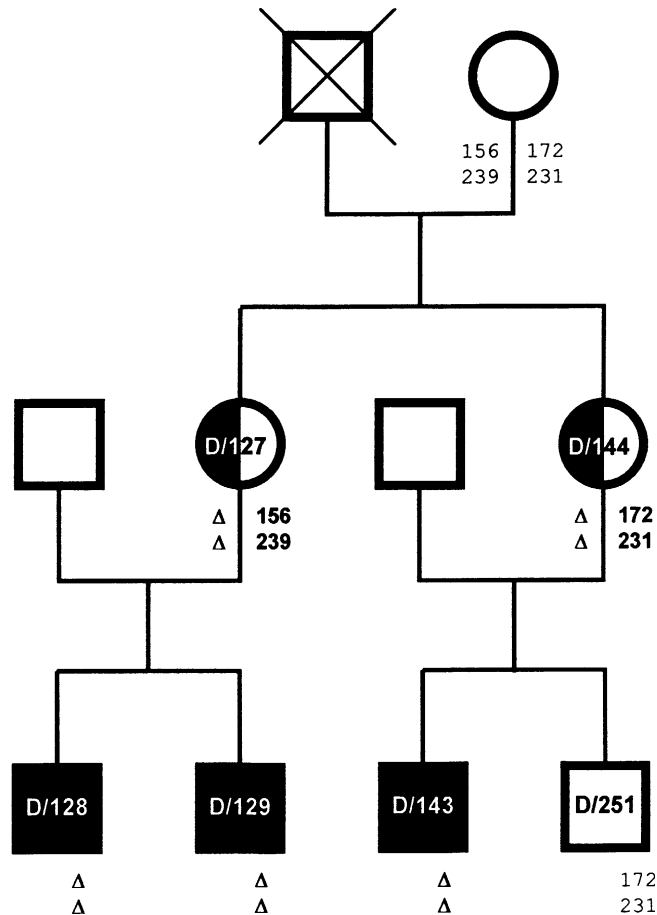 156 172
239 231
D/127 D/144
Δ 156 Δ 172
Δ 239 Δ 231
D/128 D/129 D/143 D/251
Δ Δ Δ 172
Δ Δ Δ 231